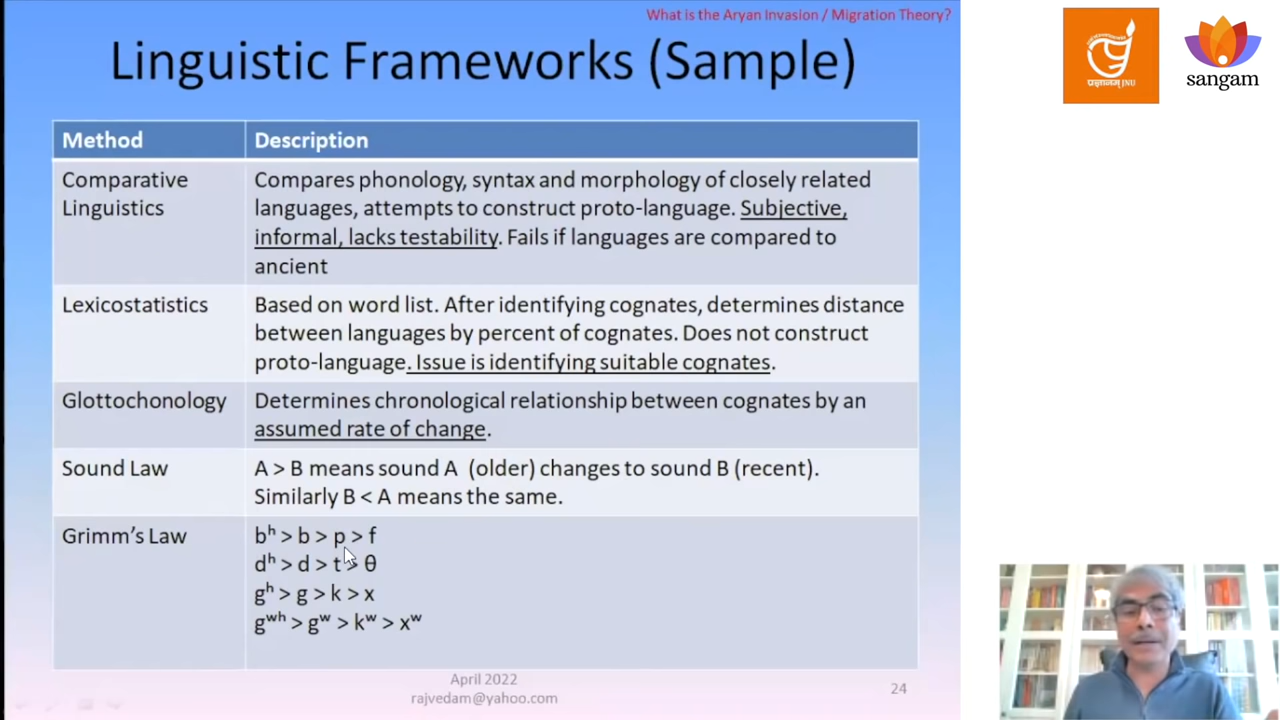 What is the Aryan Invasion / Migration Theory?
Linguistic Frameworks (Sample)
Method Description
Comparative Linguistics
Compares phonology, syntax and morphology of closely related
languages, attempts to construct proto-language. Subjective,
informal, lacks testability. Fails if languages are compared to
ancient
Lexicostatistics
Based on word list. After identifying cognates, determines distance
between languages by percent of cognates. Does not construct
proto-language. Issue is identifying suitable cognates.
Glottochonology
Determines chronological relationship between cognates by an
assumed rate of change.
Sound Law
A > B means sound A (older) changes to sound B (recent).
Similarly B < A means the same.
Grimm's Law
bʰ > b > p > f
dʰ > d > t > θ
gʰ > g > k > x
gʷʰ > gʷ > kʷ > xʷ
April 2022
rajvedam@yahoo.com
24
JNU
sangam